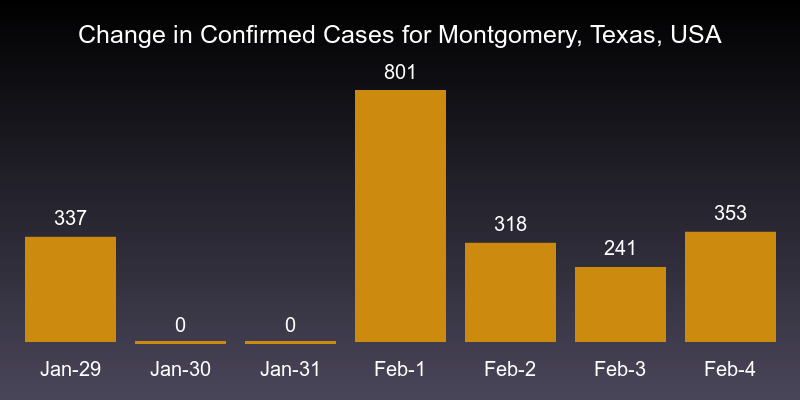 Change in Confirmed Cases for Montgomery, Texas, USA
801
337
353
318
241
0
0
Jan-29
Jan-30
Jan-31
Feb-1
Feb-2
Feb-3
Feb-4